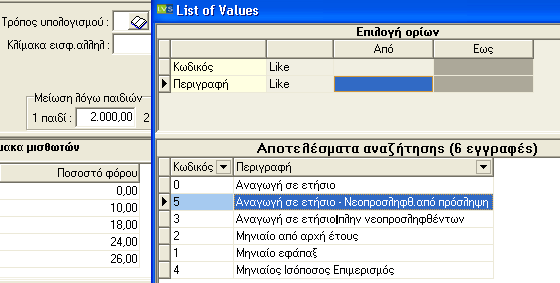 Τρόπος υπολογισμού :
Κλίμακα εισφ.αλληλ
Μείωση λόγω παιδιών
1 παιδί : 2.000,00 2
μακα μισθωτών
Ποσοστό φόρου
0,00
10,00
18,00
24,00
26,00
List of Values
Επιλογή ορίων
Από Εως
Κωδικός Like
Περιγραφή Like
Αποτελέσματα αναζήτησης (6 εγγραφές)
Κωδικός Περιγραφή
0 Αναγωγή σε ετήσιο
5 Αναγωγή σε ετήσιο - Νεοπροσληφθ.από πρόσληψη
3 Αναγωγή σε ετήσιο|πλην νεοπροσληφθέντων
2 Μηνιαίο από αρχή έτους
1 Μηνιαίο εφάπαξ
4 Μηνιαίος Ισόποσος Επιμερισμός